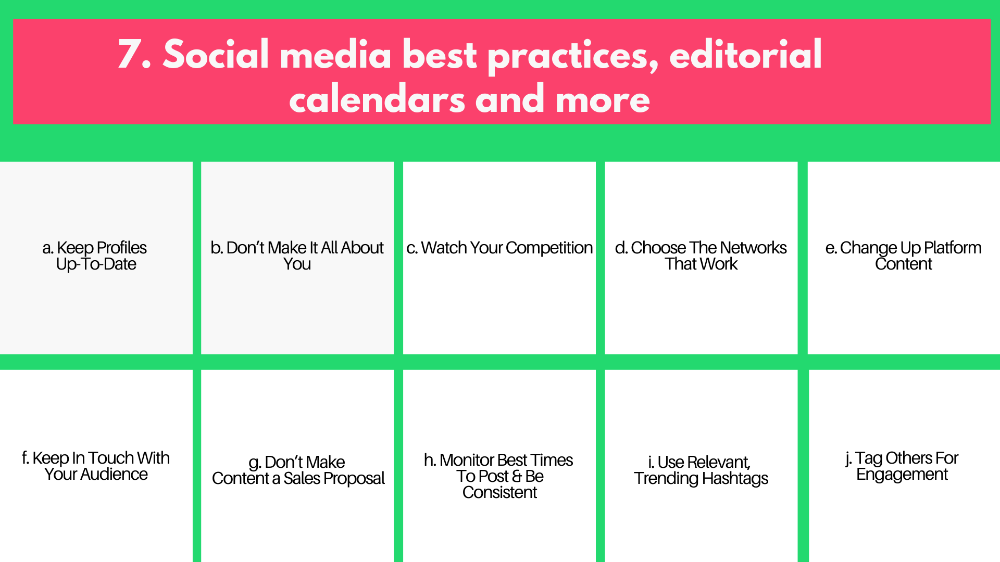 7. Social media best practices, editorial
calendars and more
a. Keep Profiles
Up-To-Date
b. Don’t Make It All About
You
c. Watch Your Competition
d. Choose The Networks
That Work
e. Change Up Platform
Content
f. Keep In Touch With
Your Audience
g. Don’t Make
Content a Sales Proposal
h. Monitor Best Times
To Post & Be
Consistent
i. Use Relevant,
Trending Hashtags
j. Tag Others For
Engagement